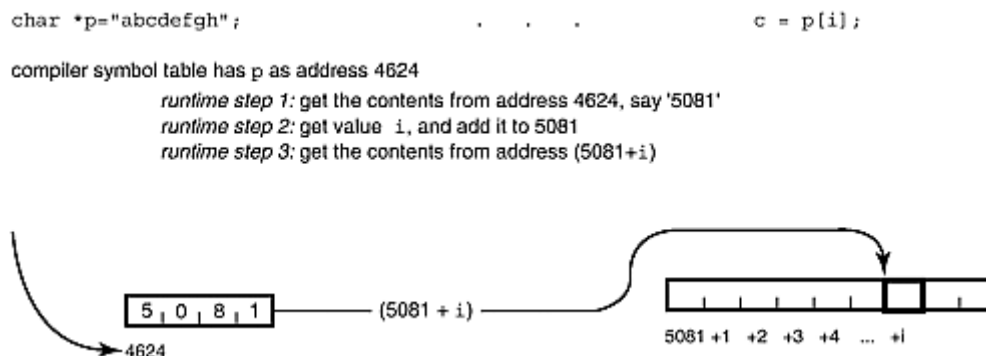 char *p="abcdefgh"; . . . c = p[i];
compiler symbol table has p as address 4624
runtime step 1: get the contents from address 4624, say '5081'
runtime step 2: get value i, and add it to 5081
runtime step 3: get the contents from address (5081+i)
5 0 8 1 (5081 + i)
4624
5081 +1 +2 +3 +4 ... +i